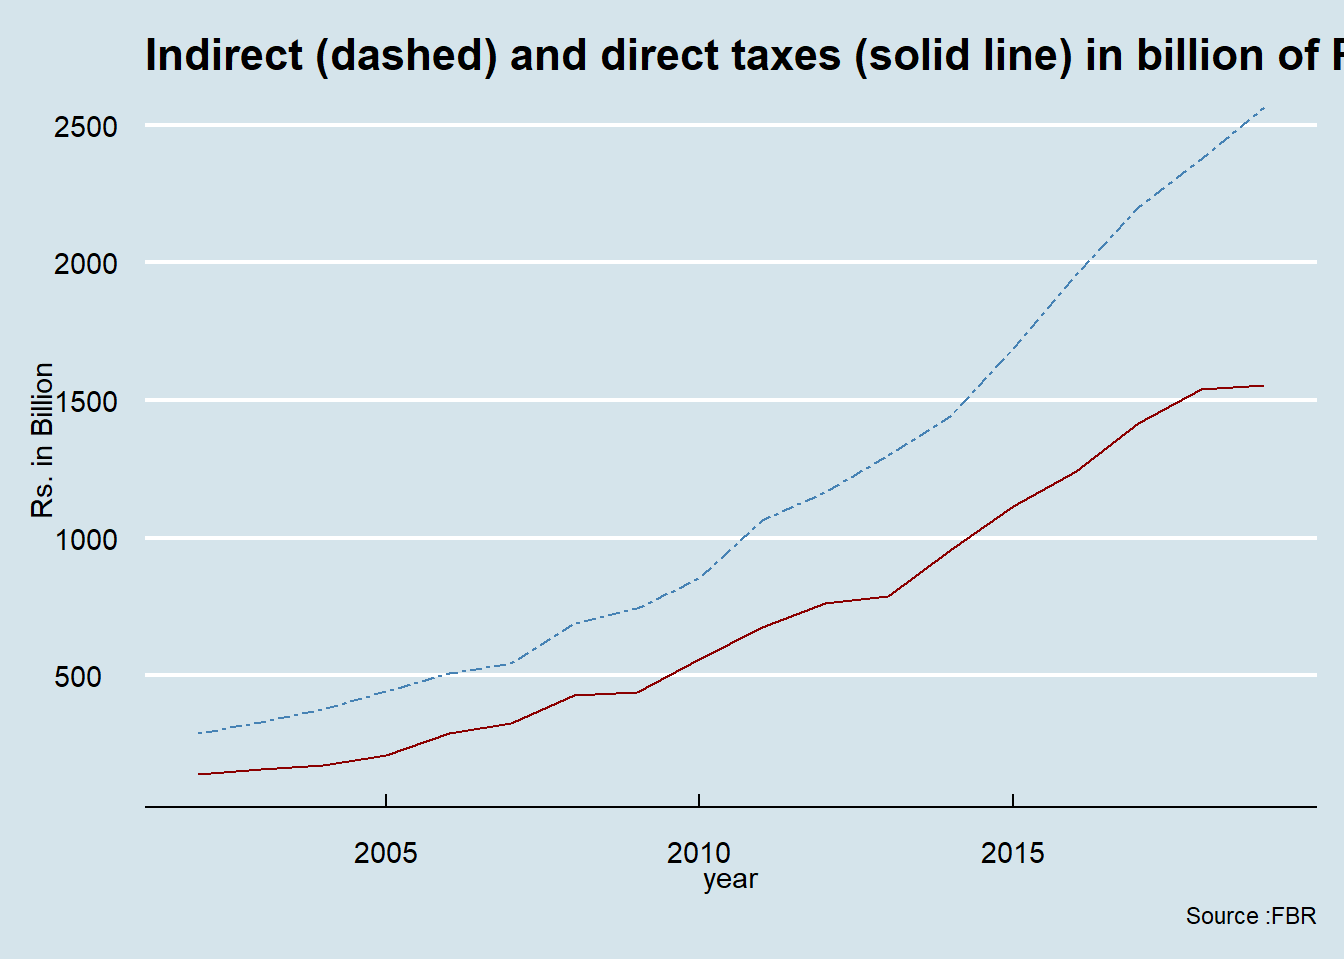 Indirect (dashed) and direct taxes (solid line) in billion of
2500
2000
1500
1000
500
Rs. in Billion
2005 2010 2015
year
Source :FBR